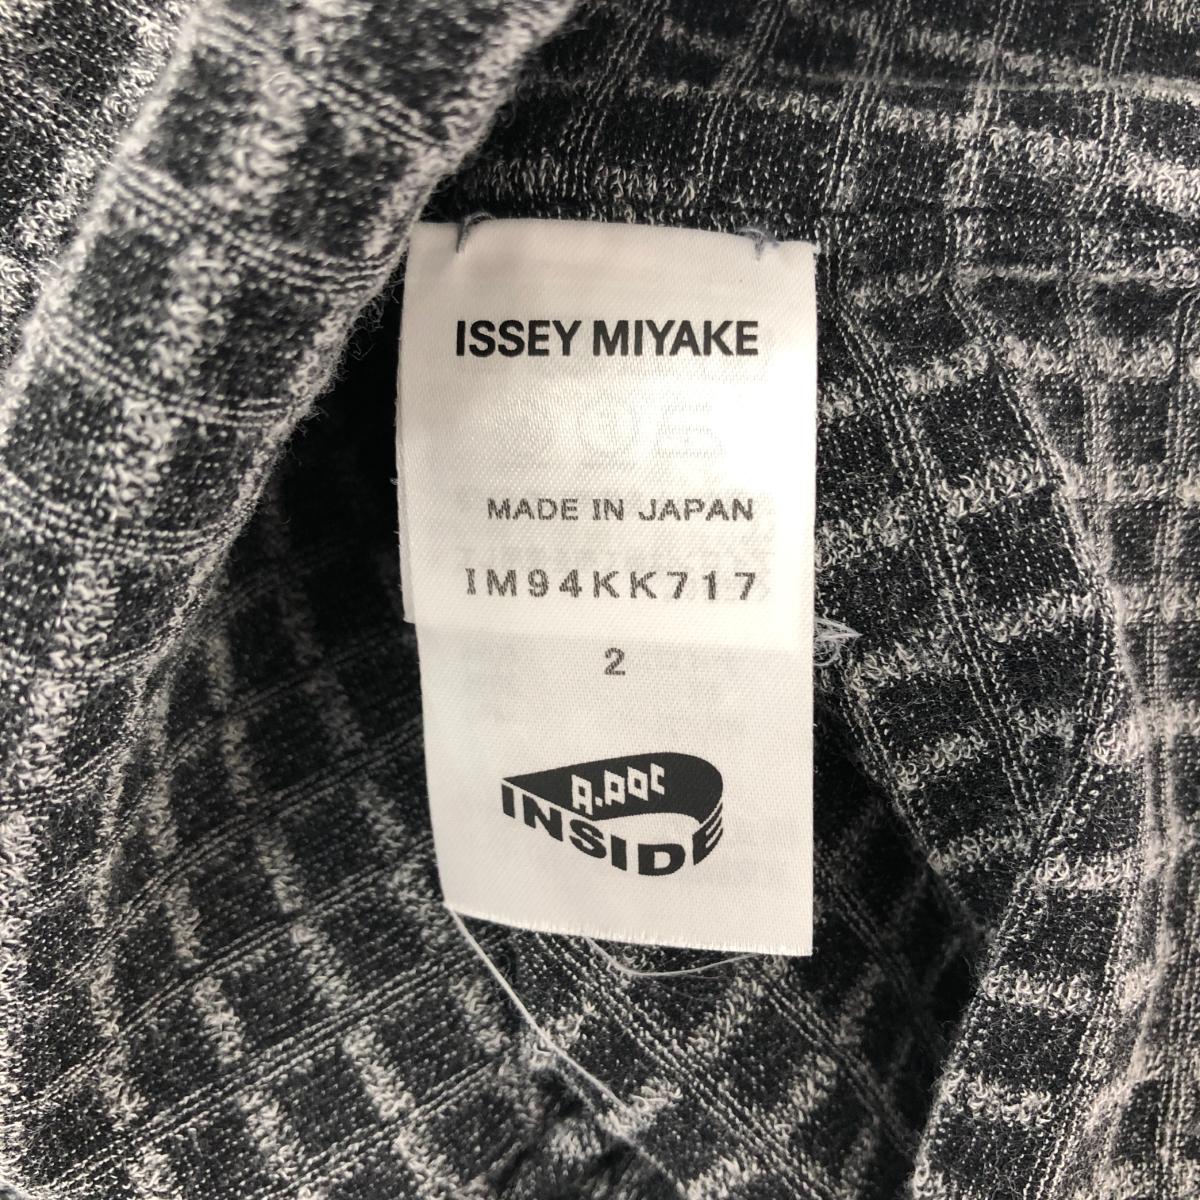 ISSEY MIYAKE
MADE IN JAPAN
IM94KK717
2
A.POC
INSIDE